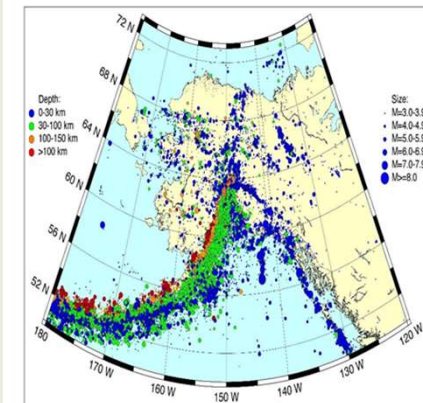 72 N
68 N
64 N
60 N
56 N
52 N
180
170 W
160 W
150 W
140 W
130 W
120 W
Depth:
0-30 km
30-100 km
100-150 km
>100 km
Size:
M=3.0-3.9
M=4.0-4.9
M=5.0-5.9
M=6.0-6.9
M=7.0-7.9
M>=8.0